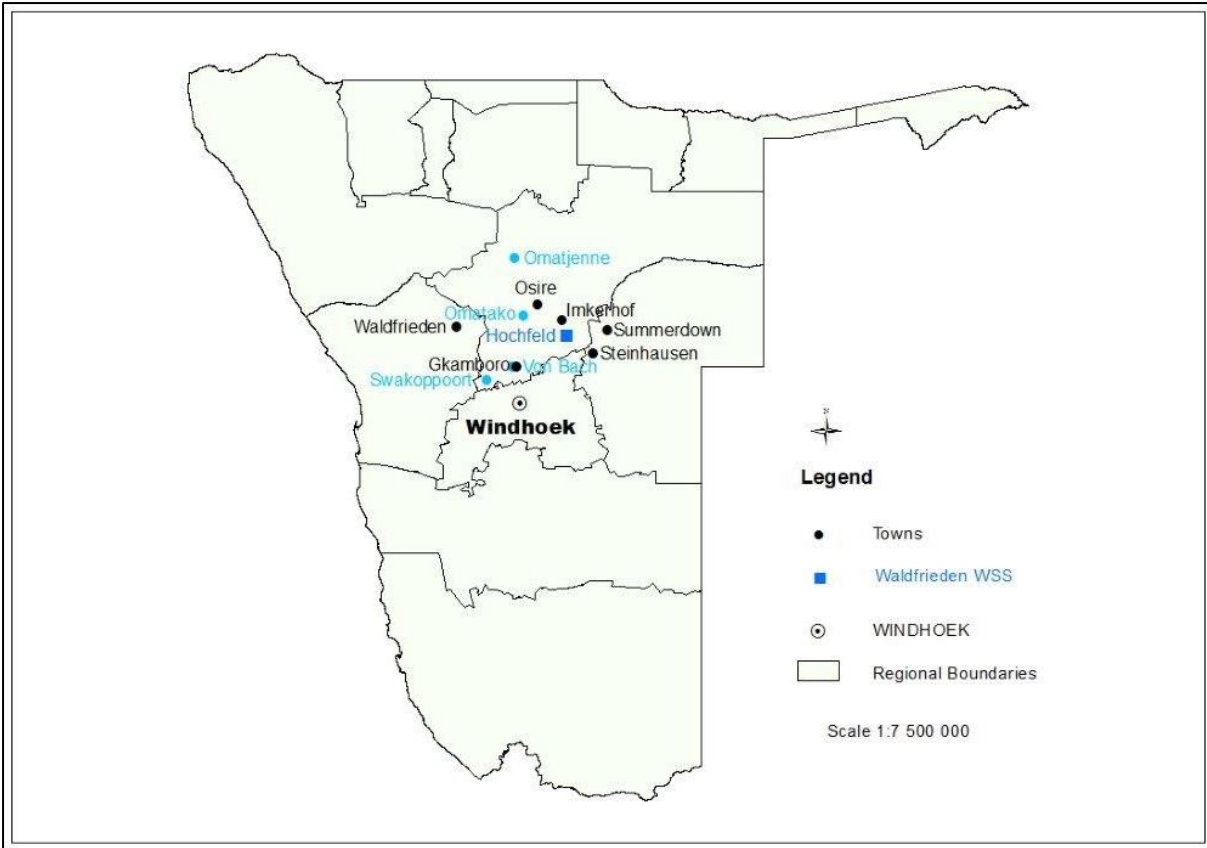 Omatjenne
Osire
Omatako
Imkerhof
Waldfrieden
Hochfeld
Summerdown
Steinhausen
Gkamboro
Von Bach
Swakoppoort
Windhoek
N
Legend
Towns
Waldfrieden WSS
WINDHOEK
Regional Boundaries
Scale 1:7 500 000